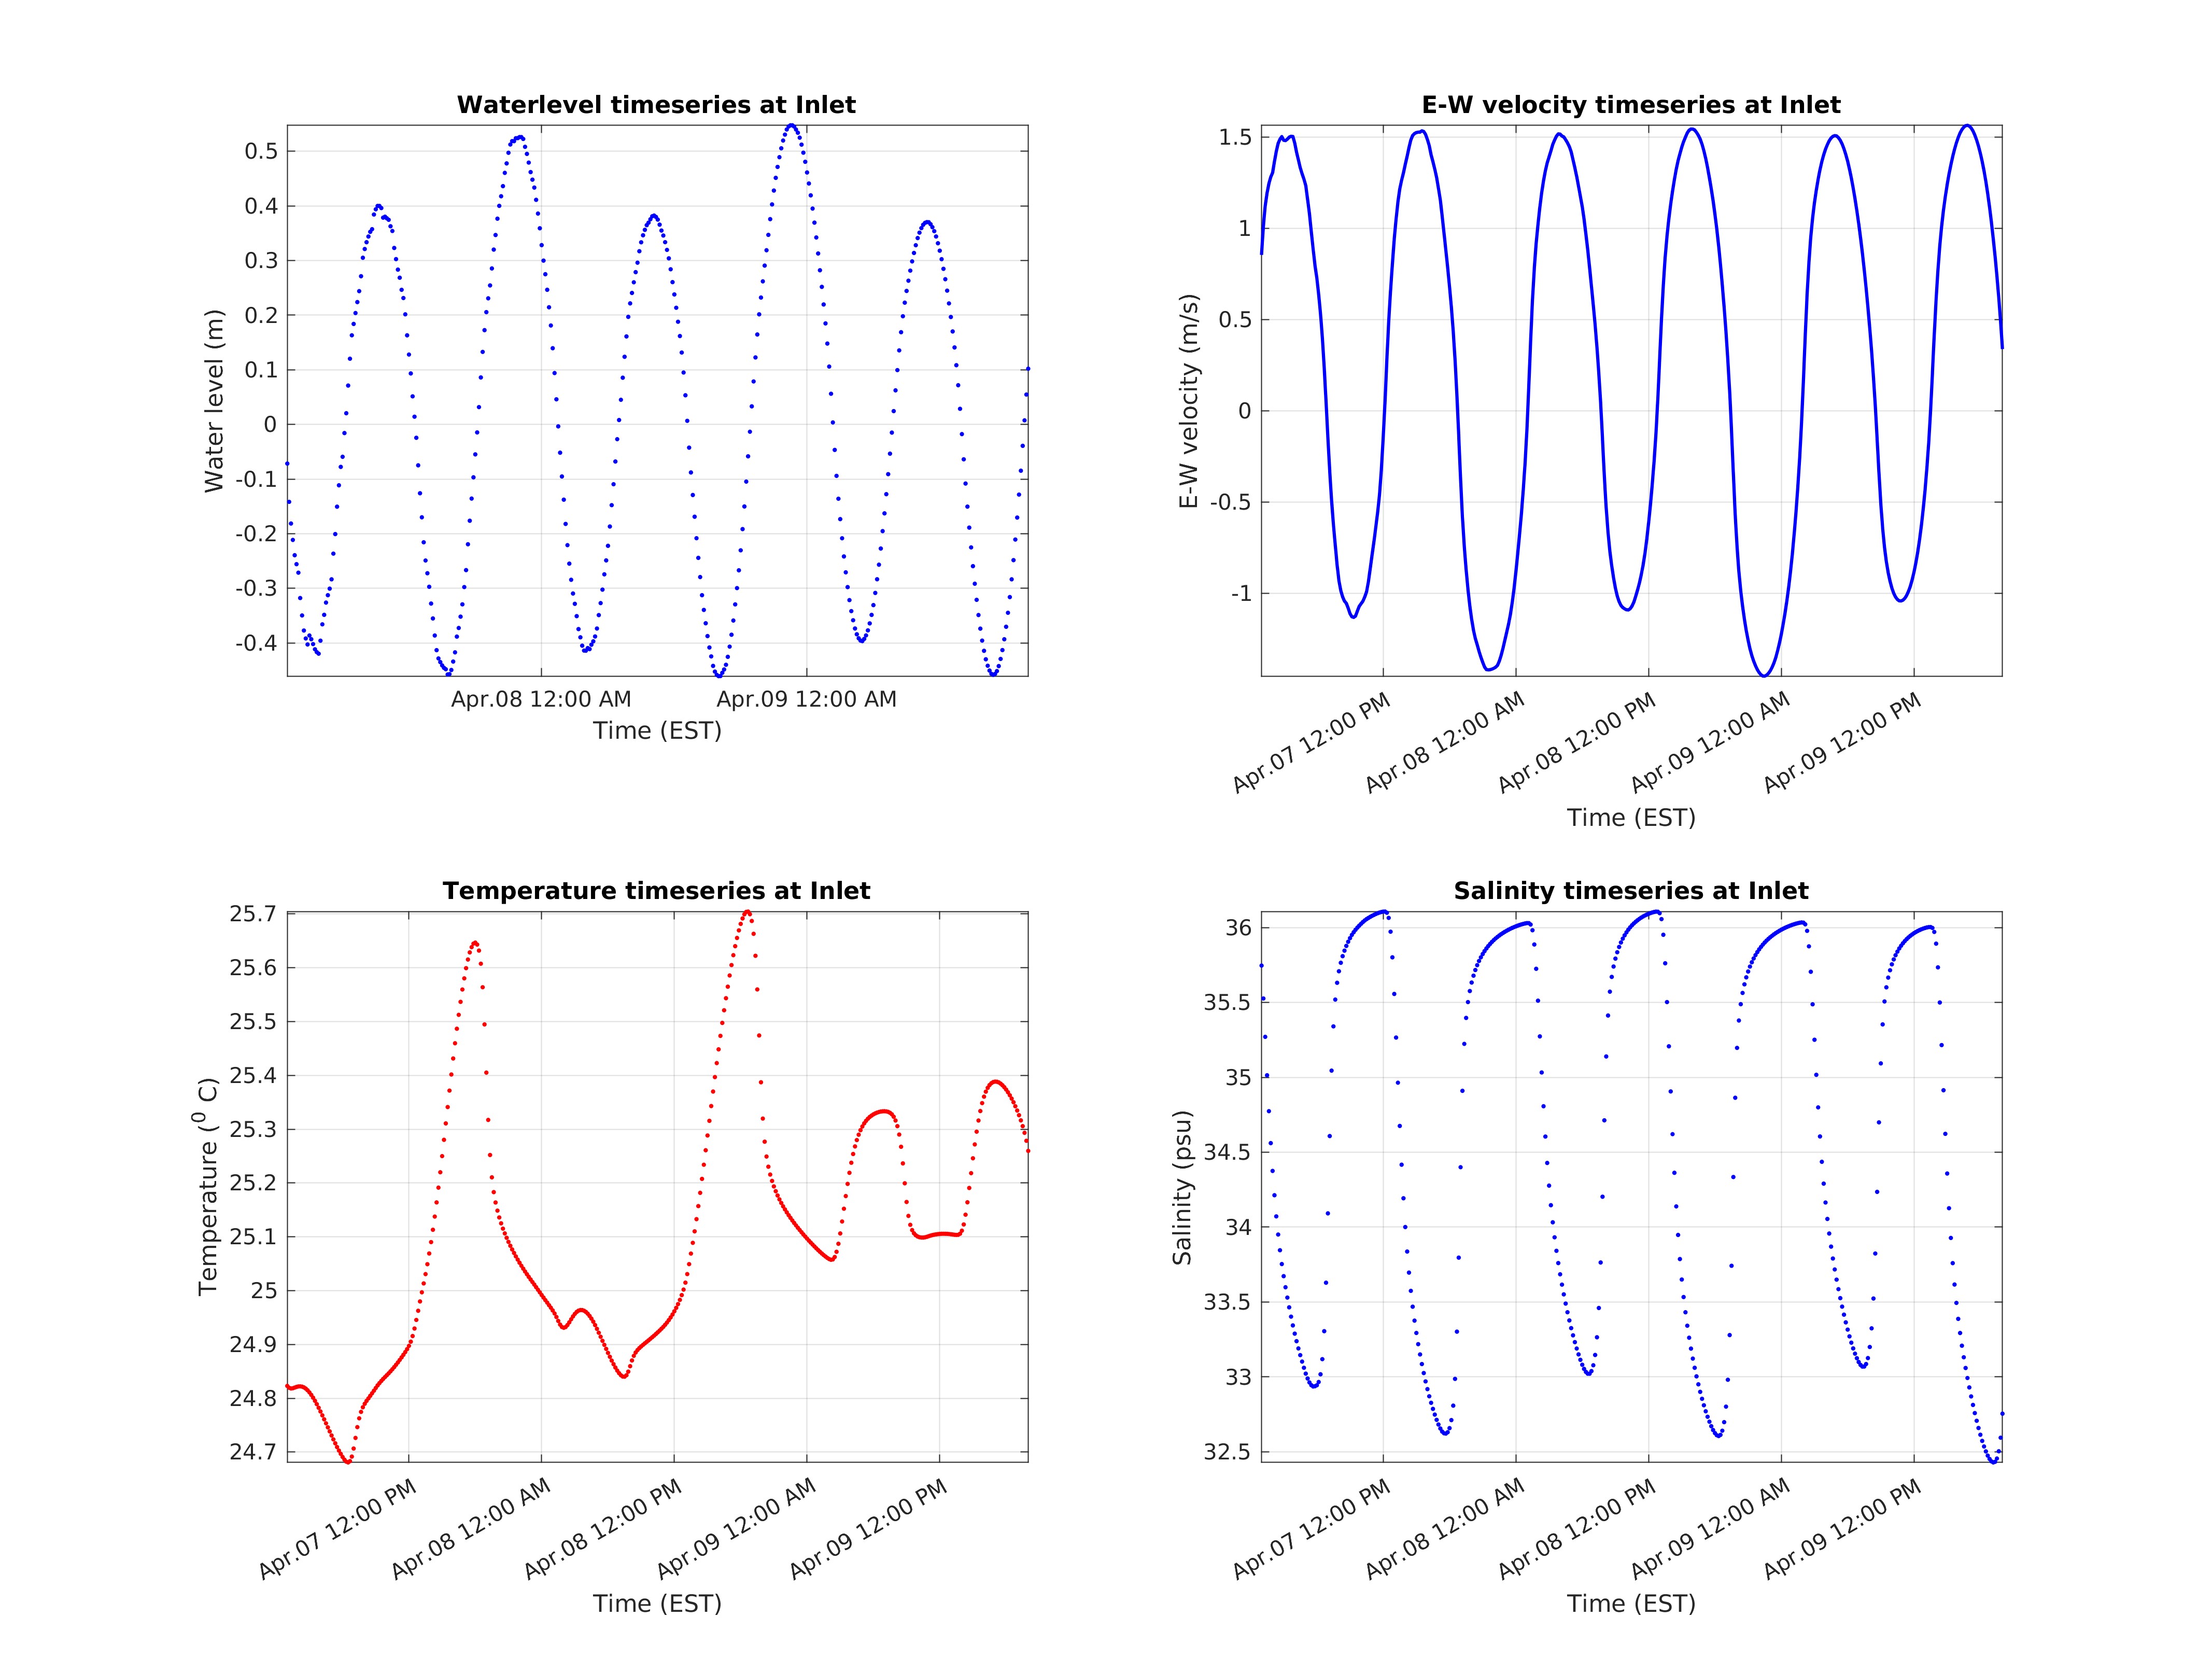 Waterlevel timeseries at Inlet
0.5
0.4
0.3
0.2
0.1
0
-0.1
-0.2
-0.3
-0.4
Water level (m)
Apr.08 12:00 AM
Apr.09 12:00 AM
Time (EST)
E-W velocity timeseries at Inlet
1.5
1
0.5
0
-0.5
-1
E-W velocity (m/s)
Apr.07 12:00 PM
Apr.08 12:00 AM
Apr.08 12:00 PM
Apr.09 12:00 AM
Apr.09 12:00 PM
Time (EST)
Temperature timeseries at Inlet
25.7
25.6
25.5
25.4
25.3
25.2
25.1
25
24.9
24.8
24.7
Temperature (⁰ C)
Apr.07 12:00 PM
Apr.08 12:00 AM
Apr.08 12:00 PM
Apr.09 12:00 AM
Apr.09 12:00 PM
Time (EST)
Salinity timeseries at Inlet
36
35.5
35
34.5
34
33.5
33
32.5
Salinity (psu)
Apr.07 12:00 PM
Apr.08 12:00 AM
Apr.08 12:00 PM
Apr.09 12:00 AM
Apr.09 12:00 PM
Time (EST)